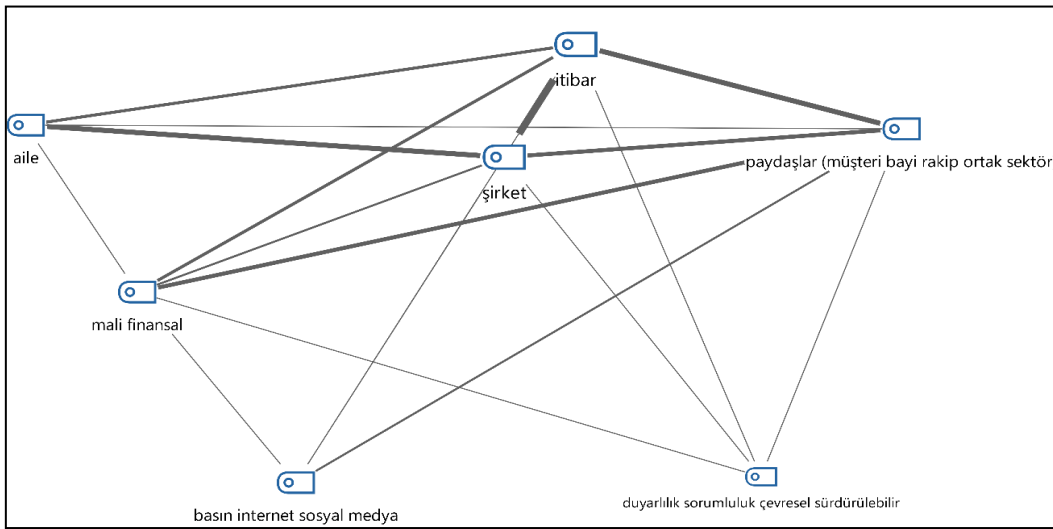 itibar
aile
paydaşlar (müşteri bayi rakip ortak sektör
şirket
mali finansal
basın internet sosyal medya
duyarlılık sorumluluk çevresel sürdürülebilir